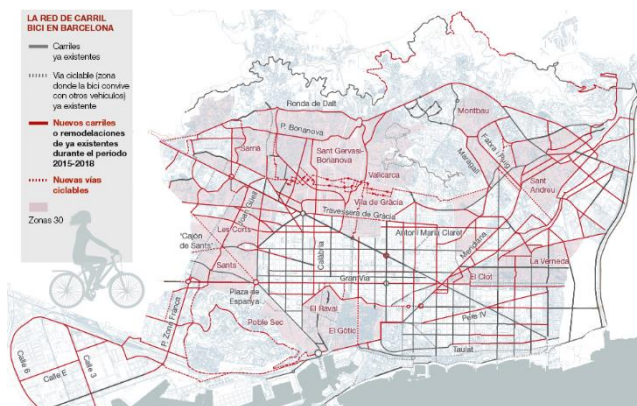 LA RED DE CARRIL
BICI EN BARCELONA
Carriles
ya existentes
Vía ciclable (zona
donde la bici convive
con otros vehículos)
ya existente
Nuevos carriles
o remodelaciones
de ya existentes
durante el periodo
2015-2018
Nuevas vías
ciclables
Zonas 30
Ronda de Dalt
Montbau
P. Bonanova
Fabra i Puig
Sarrià
Sant Gervasi-
Bonanova
Maragall
Vallcarca
Sant
Andreu
Vila de Gràcia
Joan Güell
Travessera de Gràcia
Les Corts
"Cajón
de Sants"
Antoni Maria Claret
Meridiana
Calàbria
La Verneda
Sants
Gran Via
El Clot
Plaza de
Espanya
P. Zona Franca
El Raval
Pere IV
Poble Sec
El Gòtic
Taulat
Calle 6
Calle E
Calle 3